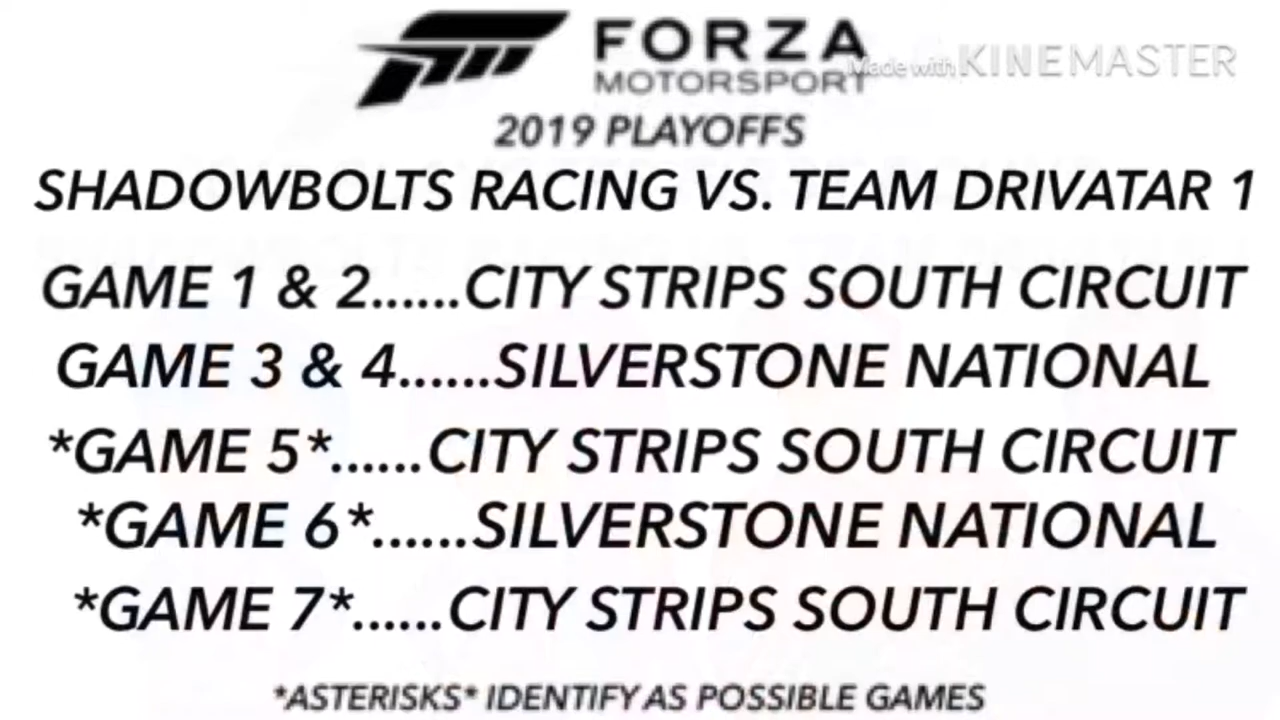 FORZA
MOTORSPORT
Made with KINEMASTER
2019 PLAYOFFS
SHADOWBOLTS RACING VS. TEAM DRIVATAR 1
GAME 1 & 2......CITY STRIPS SOUTH CIRCUIT
GAME 3 & 4......SILVERSTONE NATIONAL
*GAME 5*......CITY STRIPS SOUTH CIRCUIT
*GAME 6*......SILVERSTONE NATIONAL
*GAME 7*......CITY STRIPS SOUTH CIRCUIT
*ASTERISKS* IDENTIFY AS POSSIBLE GAMES